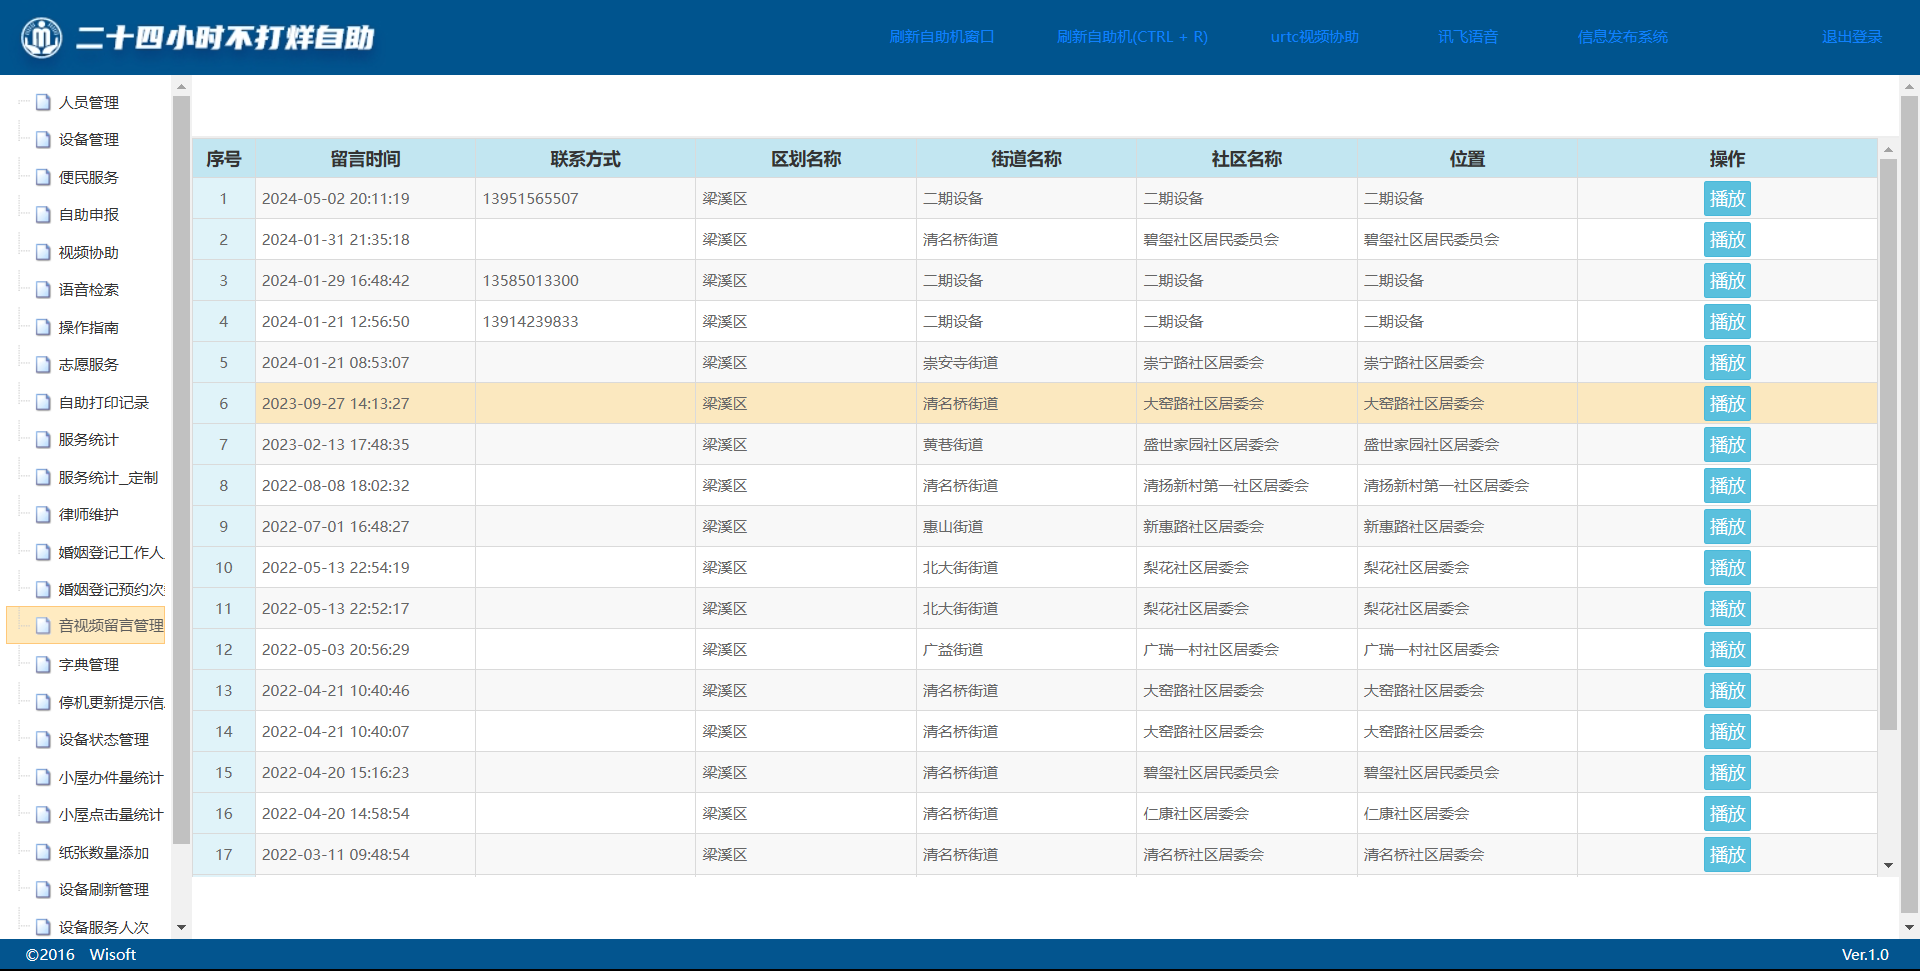 二十四小时不打烊自助
刷新自助机窗口 刷新自助机(CTRL + R) urtc视频协助 讯飞语音 信息发布系统 退出登录
人员管理
设备管理
便民服务
自助申报
视频协助
语音检索
操作指南
志愿服务
自助打印记录
服务统计
服务统计_定制
律师维护
婚姻登记工作人
婚姻登记预约次
音视频留言管理
字典管理
停机更新提示信
设备状态管理
小屋办件量统计
小屋点击量统计
纸张数量添加
设备刷新管理
设备服务人次
序号 留言时间 联系方式 区划名称 街道名称 社区名称 位置 操作
1 2024-05-02 20:11:19 13951565507 梁溪区 二期设备 二期设备 二期设备 播放
2 2024-01-31 21:35:18 梁溪区 清名桥街道 碧玺社区居民委员会 碧玺社区居民委员会 播放
3 2024-01-29 16:48:42 13585013300 梁溪区 二期设备 二期设备 二期设备 播放
4 2024-01-21 12:56:50 13914239833 梁溪区 二期设备 二期设备 二期设备 播放
5 2024-01-21 08:53:07 梁溪区 崇安寺街道 崇宁路社区居委会 崇宁路社区居委会 播放
6 2023-09-27 14:13:27 梁溪区 清名桥街道 大窑路社区居委会 大窑路社区居委会 播放
7 2023-02-13 17:48:35 梁溪区 黄巷街道 盛世家园社区居委会 盛世家园社区居委会 播放
8 2022-08-08 18:02:32 梁溪区 清名桥街道 清扬新村第一社区居委会 清扬新村第一社区居委会 播放
9 2022-07-01 16:48:27 梁溪区 惠山街道 新惠路社区居委会 新惠路社区居委会 播放
10 2022-05-13 22:54:19 梁溪区 北大街街道 梨花社区居委会 梨花社区居委会 播放
11 2022-05-13 22:52:17 梁溪区 北大街街道 梨花社区居委会 梨花社区居委会 播放
12 2022-05-03 20:56:29 梁溪区 广益街道 广瑞一村社区居委会 广瑞一村社区居委会 播放
13 2022-04-21 10:40:46 梁溪区 清名桥街道 大窑路社区居委会 大窑路社区居委会 播放
14 2022-04-21 10:40:07 梁溪区 清名桥街道 大窑路社区居委会 大窑路社区居委会 播放
15 2022-04-20 15:16:23 梁溪区 清名桥街道 碧玺社区居民委员会 碧玺社区居民委员会 播放
16 2022-04-20 14:58:54 梁溪区 清名桥街道 仁康社区居委会 仁康社区居委会 播放
17 2022-03-11 09:48:54 梁溪区 清名桥街道 清名桥社区居委会 清名桥社区居委会 播放
©2016 Wisoft Ver.1.0